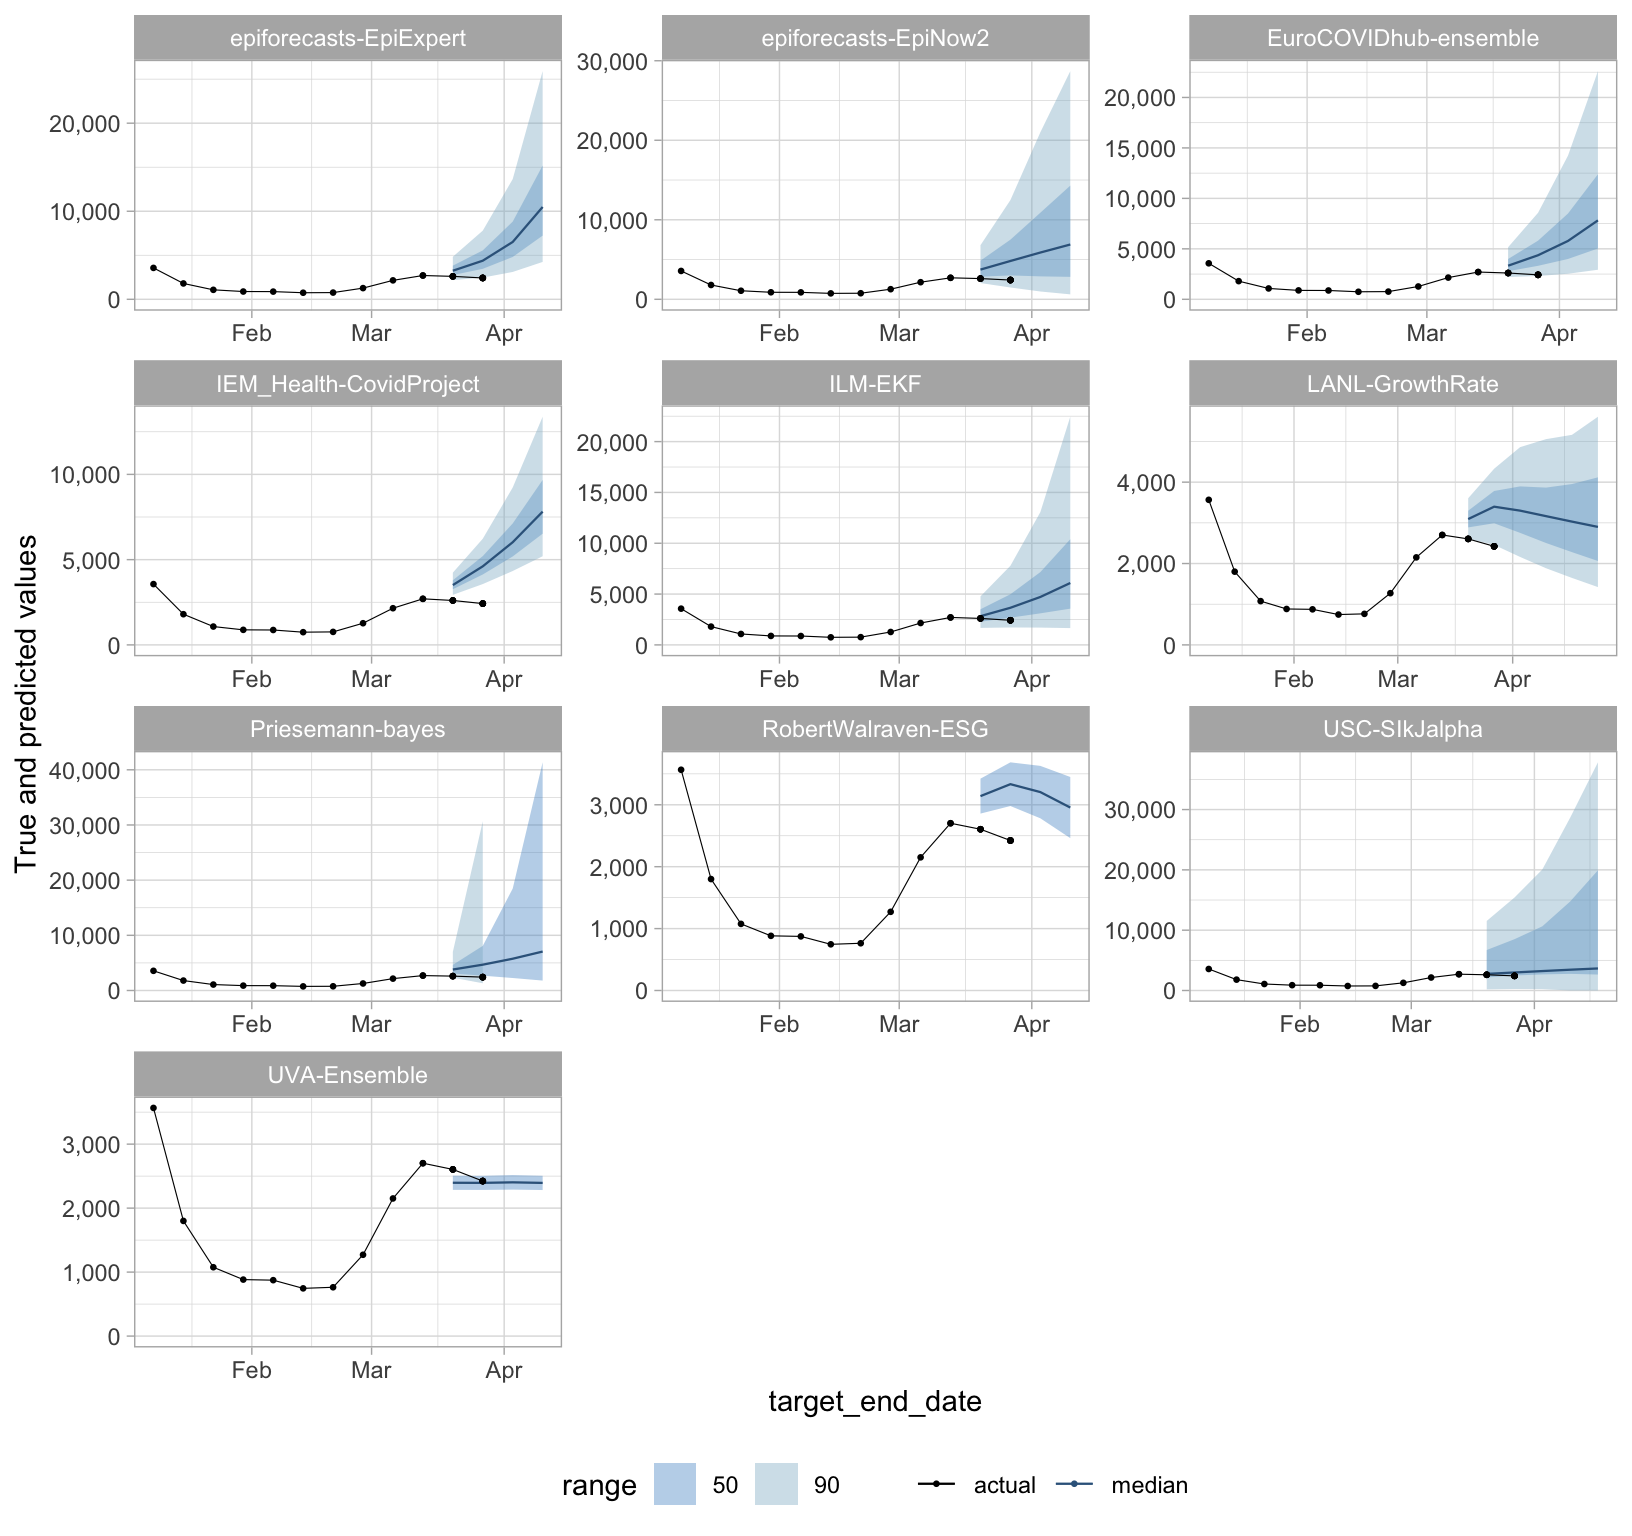 epiforecasts-EpiExpert
epiforecasts-EpiNow2
EuroCOVIDhub-ensemble
20,000
10,000
0
Feb Mar Apr
30,000
20,000
10,000
0
Feb Mar Apr
20,000
15,000
10,000
5,000
0
Feb Mar Apr
IEM_Health-CovidProject
ILM-EKF
LANL-GrowthRate
10,000
5,000
0
Feb Mar Apr
20,000
15,000
10,000
5,000
0
Feb Mar Apr
4,000
2,000
0
Feb Mar Apr
True and predicted values
Priesemann-bayes
RobertWalraven-ESG
USC-SIkJalpha
40,000
30,000
20,000
10,000
0
Feb Mar Apr
3,000
2,000
1,000
0
Feb Mar Apr
30,000
20,000
10,000
0
Feb Mar Apr
UVA-Ensemble
3,000
2,000
1,000
0
Feb Mar Apr
target_end_date
range 50 90 actual median